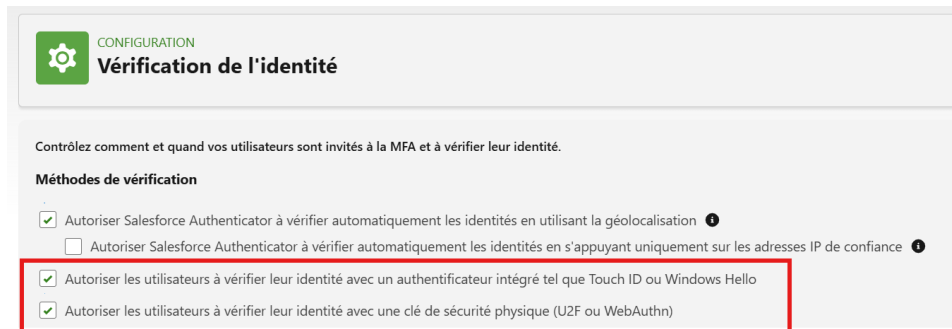 CONFIGURATION
Vérification de l'identité
Contrôlez comment et quand vos utilisateurs sont invités à la MFA et à vérifier leur identité.
Méthodes de vérification
Autoriser Salesforce Authenticator à vérifier automatiquement les identités en utilisant la géolocalisation
Autoriser Salesforce Authenticator à vérifier automatiquement les identités en s'appuyant uniquement sur les adresses IP de confiance
Autoriser les utilisateurs à vérifier leur identité avec un authentificateur intégré tel que Touch ID ou Windows Hello
Autoriser les utilisateurs à vérifier leur identité avec une clé de sécurité physique (U2F ou WebAuthn)